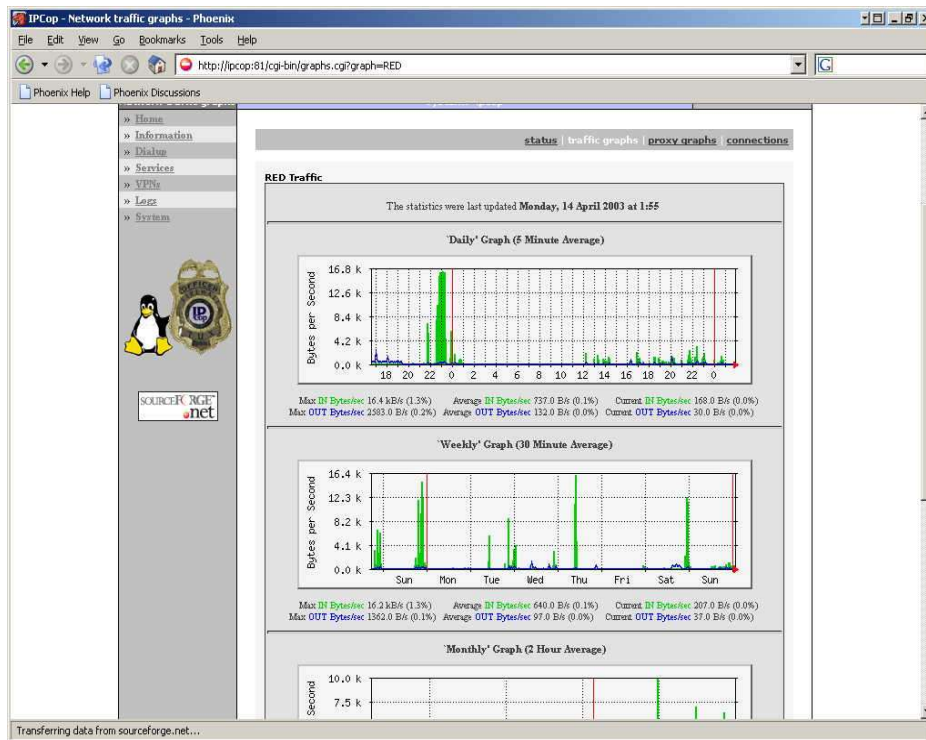 IPCop - Network traffic graphs - Phoenix
File Edit View Go Bookmarks Tools Help
http://ipcop:81/cgi-bin/graphs.cgi?graph=RED
G
Phoenix Help Phoenix Discussions
» Home
» Information
» Dialup
» Services
» VPNs
» Logs
» System
OFFICER
IP
Cop
SOURCEFORGE
.net
status | traffic graphs | proxy graphs | connections
RED Traffic
The statistics were last updated Monday, 14 April 2003 at 1:55
`Daily' Graph (5 Minute Average)
Bytes per Second
16.8 k
12.6 k
8.4 k
4.2 k
0.0 k
18 20 22 0 2 4 6 8 10 12 14 16 18 20 22 0
Max IN Bytes/sec 16.4 kB/s (1.3%) Average IN Bytes/sec 737.0 B/s (0.1%) Current IN Bytes/sec 168.0 B/s (0.0%)
Max OUT Bytes/sec 2583.0 B/s (0.2%) Average OUT Bytes/sec 132.0 B/s (0.0%) Current OUT Bytes/sec 30.0 B/s (0.0%)
`Weekly' Graph (30 Minute Average)
Bytes per Second
16.4 k
12.3 k
8.2 k
4.1 k
0.0 k
Sun Mon Tue Wed Thu Fri Sat Sun
Max IN Bytes/sec 16.2 kB/s (1.3%) Average IN Bytes/sec 640.0 B/s (0.1%) Current IN Bytes/sec 207.0 B/s (0.0%)
Max OUT Bytes/sec 1362.0 B/s (0.1%) Average OUT Bytes/sec 97.0 B/s (0.0%) Current OUT Bytes/sec 37.0 B/s (0.0%)
`Monthly' Graph (2 Hour Average)
Second
10.0 k
7.5 k
Transferring data from sourceforge.net...